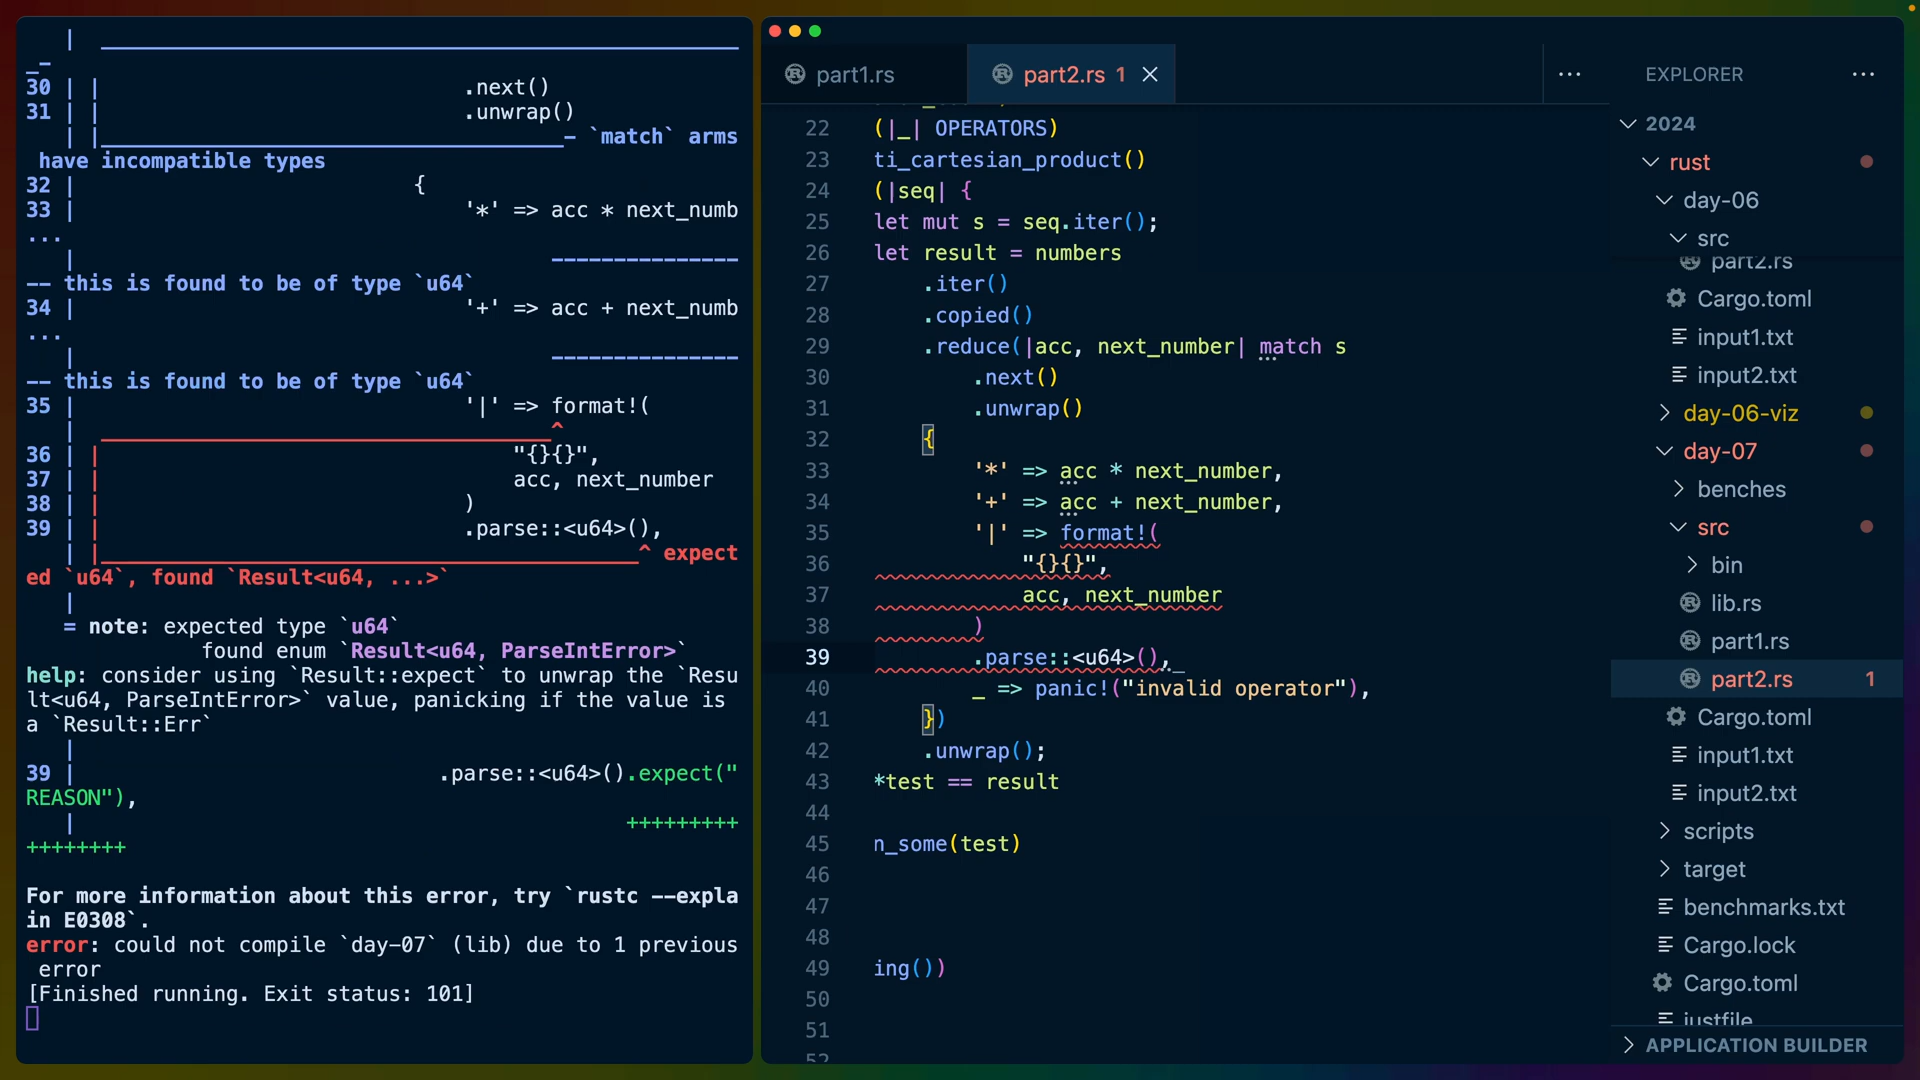 30 | | .next()
31 | | .unwrap()
| |_ - `match` arms
have incompatible types
32 | {
33 | '*' => acc * next_numb
...
| --------------
-- this is found to be of type `u64`
34 | '+' => acc + next_numb
...
| --------------
-- this is found to be of type `u64`
35 | '|' => format!(
| ^
36 | | "{}{}",
37 | | acc, next_number
38 | | )
39 | | .parse::<u64>(),
| |_ ^ expect
ed `u64`, found `Result<u64, ...>`
|
= note: expected type `u64`
found enum `Result<u64, ParseIntError>`
help: consider using `Result::expect` to unwrap the `Resu
lt<u64, ParseIntError>` value, panicking if the value is
a `Result::Err`
|
39 | .parse::<u64>().expect("
REASON"),
| +++++++++
++++++++
For more information about this error, try `rustc --expla
in E0308`.
error: could not compile `day-07` (lib) due to 1 previous
error
[Finished running. Exit status: 101]
part1.rs
part2.rs 1
22 (|_| OPERATORS)
23 ti_cartesian_product()
24 (|seq| {
25 let mut s = seq.iter();
26 let result = numbers
27 .iter()
28 .copied()
29 .reduce(|acc, next_number| match s
30 .next()
31 .unwrap()
32 {
33 '*' => acc * next_number,
34 '+' => acc + next_number,
35 '|' => format!(
36 "{}{}",
37 acc, next_number
38 )
39 .parse::<u64>(),
40 _ => panic!("invalid operator"),
41 })
42 .unwrap();
43 *test == result
44
45 n_some(test)
46
47
48
49 ing())
50
51
52
EXPLORER
2024
rust
day-06
src
part2.rs
Cargo.toml
input1.txt
input2.txt
day-06-viz
day-07
benches
src
bin
lib.rs
part1.rs
part2.rs 1
Cargo.toml
input1.txt
input2.txt
scripts
target
benchmarks.txt
Cargo.lock
Cargo.toml
justfile
APPLICATION BUILDER